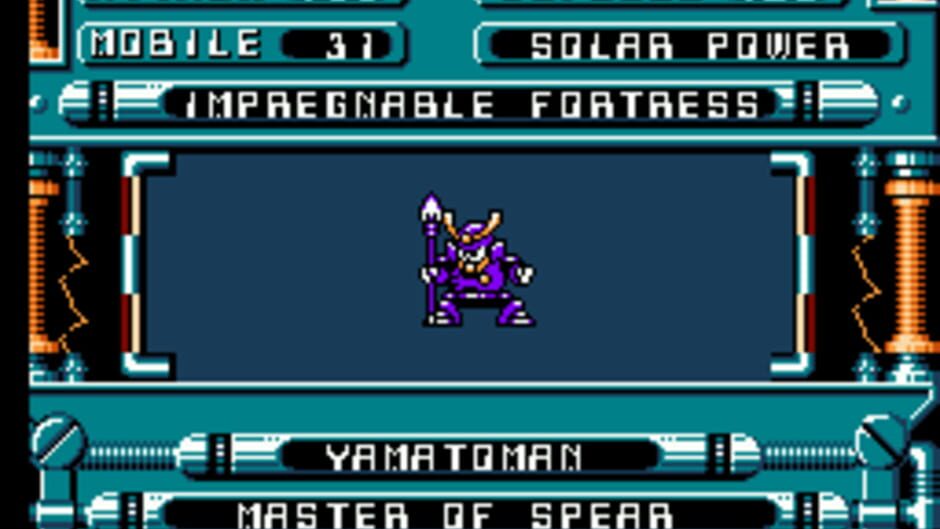 MOBILE 31
SOLAR POWER
IMPREGNABLE FORTRESS
YAMATOMAN
MASTER OF SPEAR